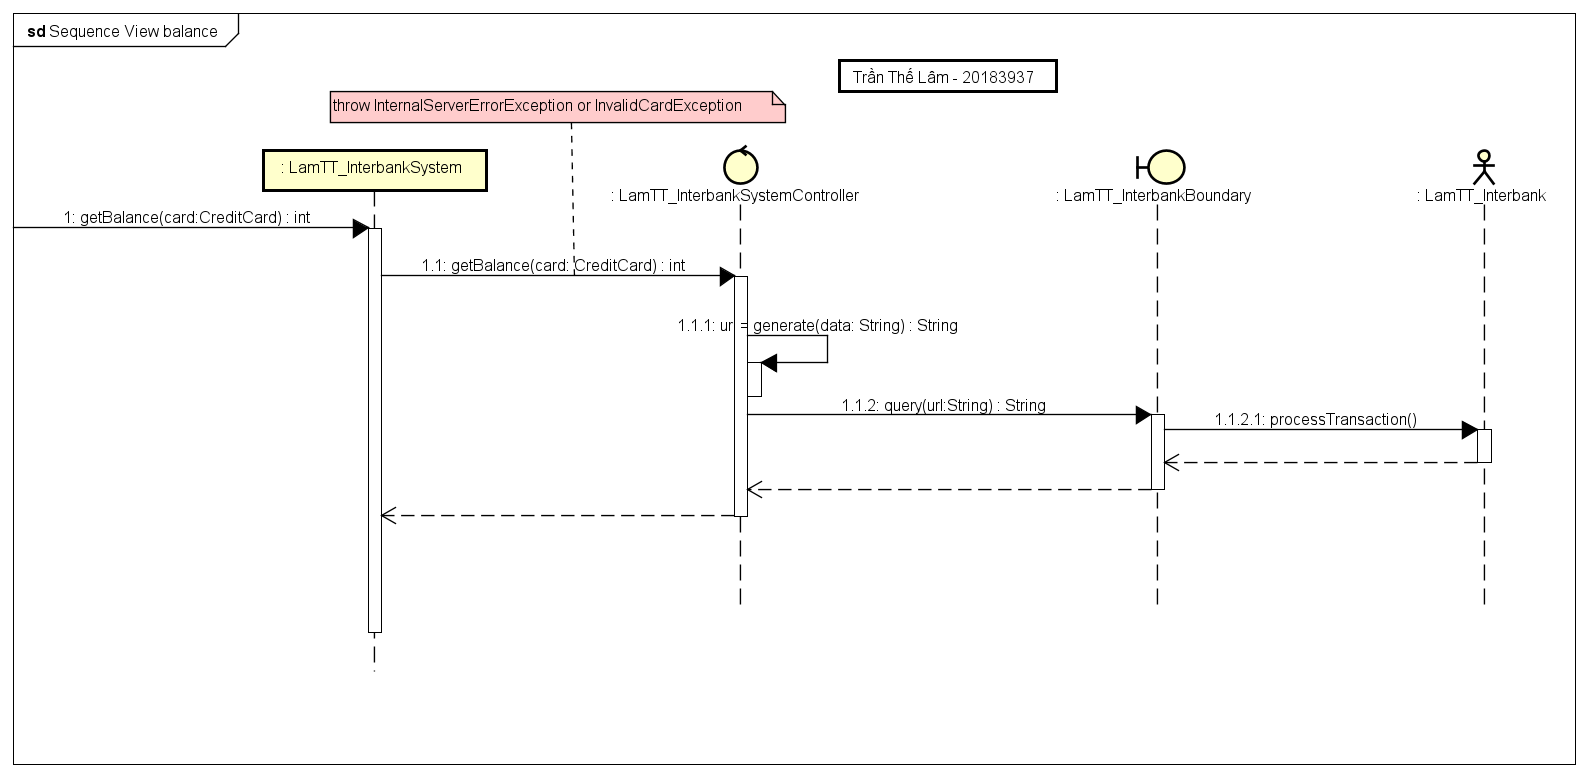 sd Sequence View balance
Trần Thế Lâm - 20183937
throw InternalServerErrorException or InvalidCardException
: LamTT_InterbankSystem
: LamTT_InterbankSystemController
: LamTT_InterbankBoundary
: LamTT_Interbank
1: getBalance(card:CreditCard) : int
1.1: getBalance(card: CreditCard) : int
1.1.1: url = generate(data: String) : String
1.1.2: query(url:String) : String
1.1.2.1: processTransaction()